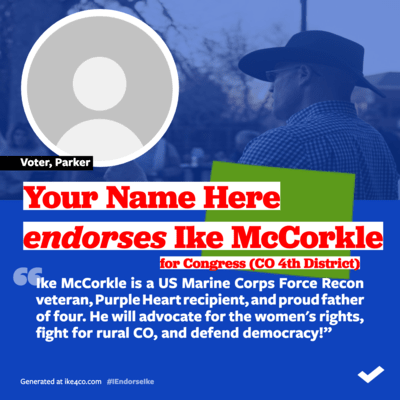 Voter, Parker
Your Name Here
endorses Ike McCorkle
for Congress (CO 4th District)
“Ike McCorkle is a US Marine Corps Force Recon
veteran, Purple Heart recipient, and proud father
of four. He will advocate for the women's rights,
fight for rural CO, and defend democracy!”
Generated at ike4co.com #IEndorseIke